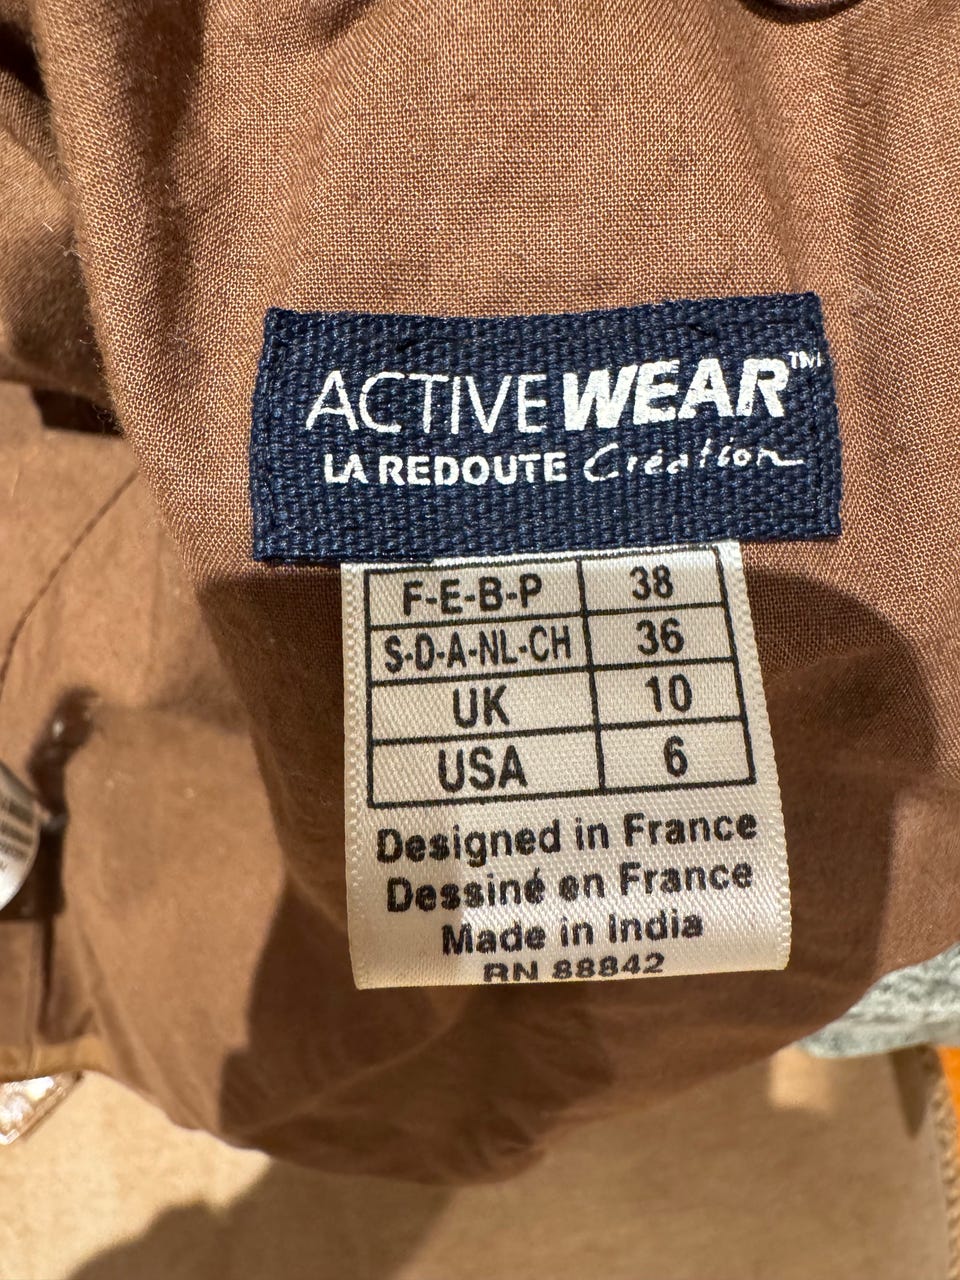 ACTIVEWEAR™
LA REDOUTE Création
F-E-B-P 38
S-D-A-NL-CH 36
UK 10
USA 6
Designed in France
Dessiné en France
Made in India
RN 88842